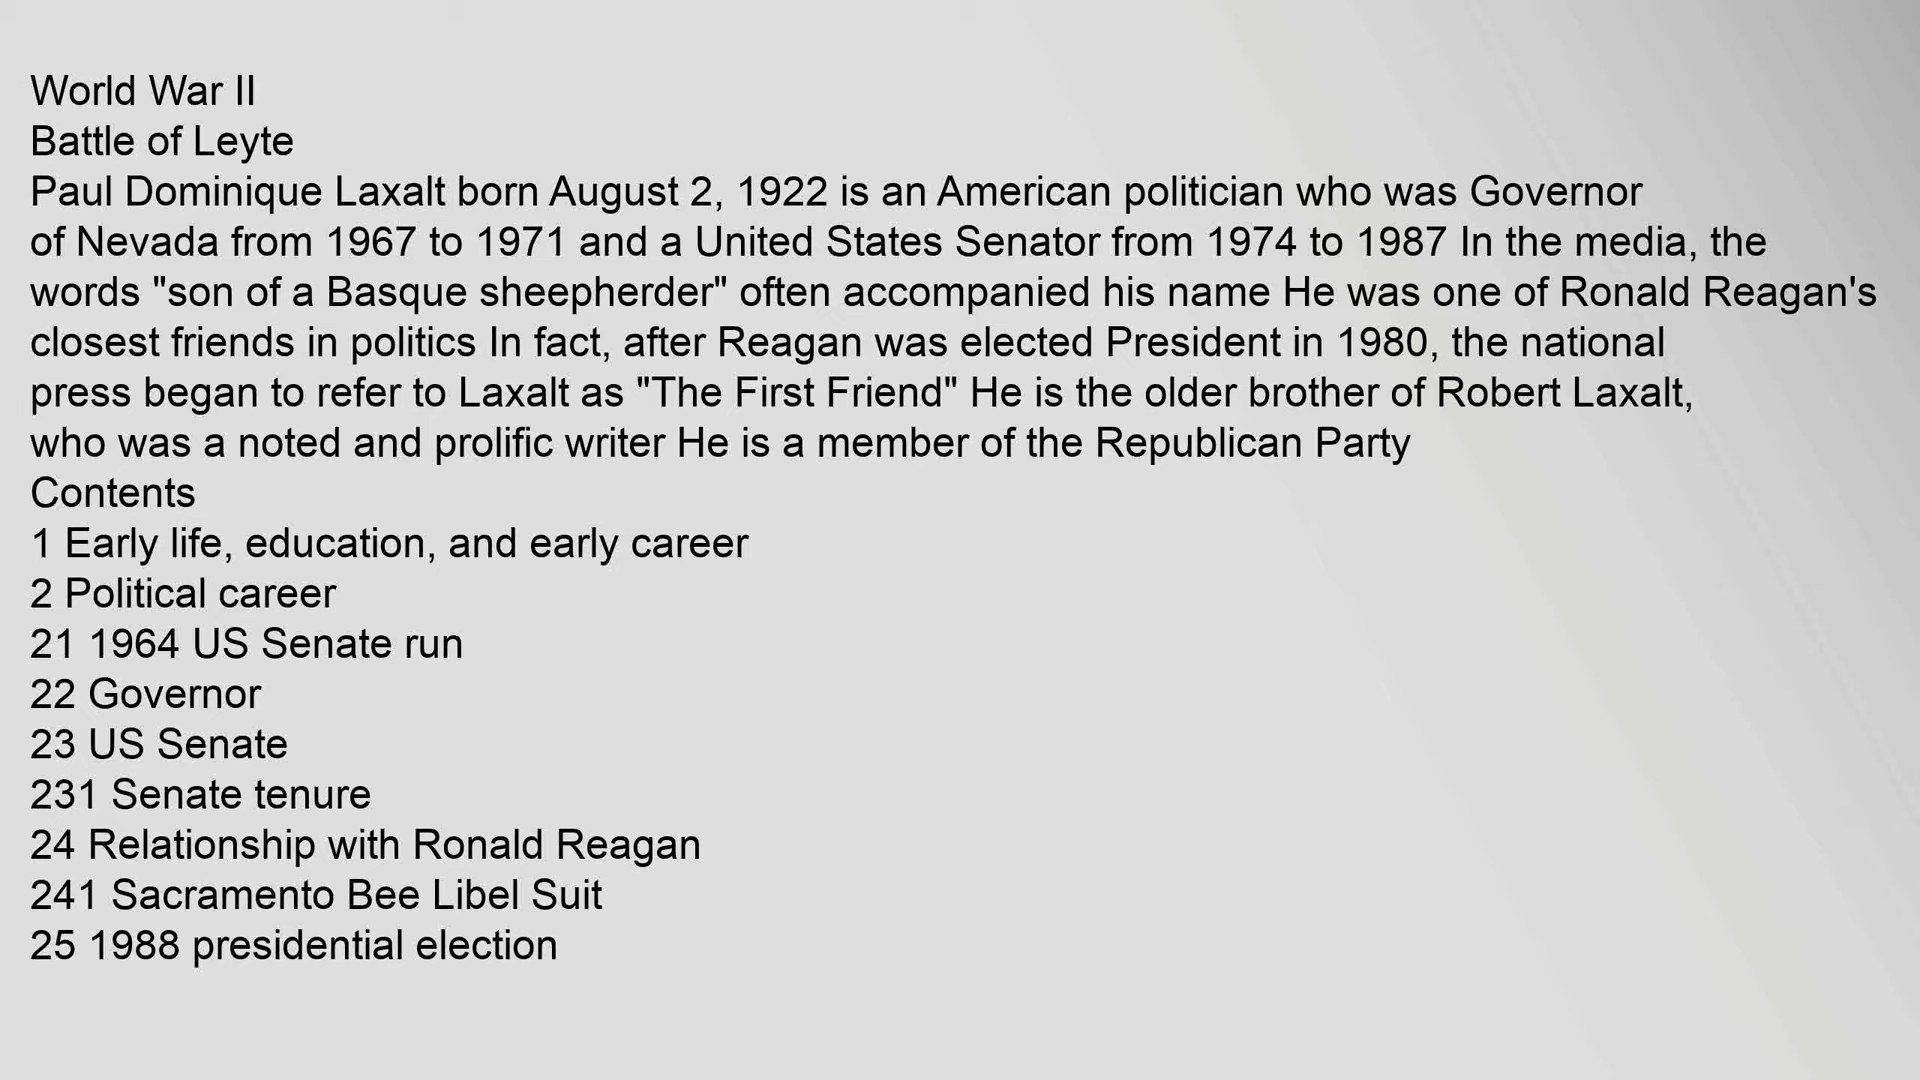 World War II
Battle of Leyte
Paul Dominique Laxalt born August 2, 1922 is an American politician who was Governor
of Nevada from 1967 to 1971 and a United States Senator from 1974 to 1987 In the media, the
words "son of a Basque sheepherder" often accompanied his name He was one of Ronald Reagan's
closest friends in politics In fact, after Reagan was elected President in 1980, the national
press began to refer to Laxalt as "The First Friend" He is the older brother of Robert Laxalt,
who was a noted and prolific writer He is a member of the Republican Party
Contents
1 Early life, education, and early career
2 Political career
21 1964 US Senate run
22 Governor
23 US Senate
231 Senate tenure
24 Relationship with Ronald Reagan
241 Sacramento Bee Libel Suit
25 1988 presidential election